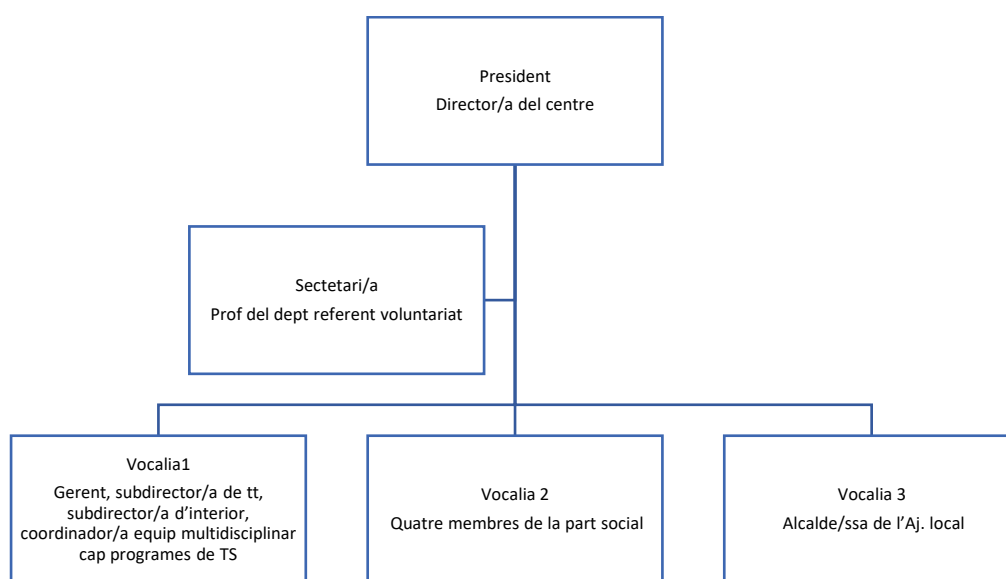 President
Director/a del centre
Sectetari/a
Prof del dept referent voluntariat
Vocalia1
Gerent, subdirector/a de tt,
subdirector/a d’interior,
coordinador/a equip multidisciplinar
cap programes de TS
Vocalia 2
Quatre membres de la part social
Vocalia 3
Alcalde/ssa de l’Aj. local